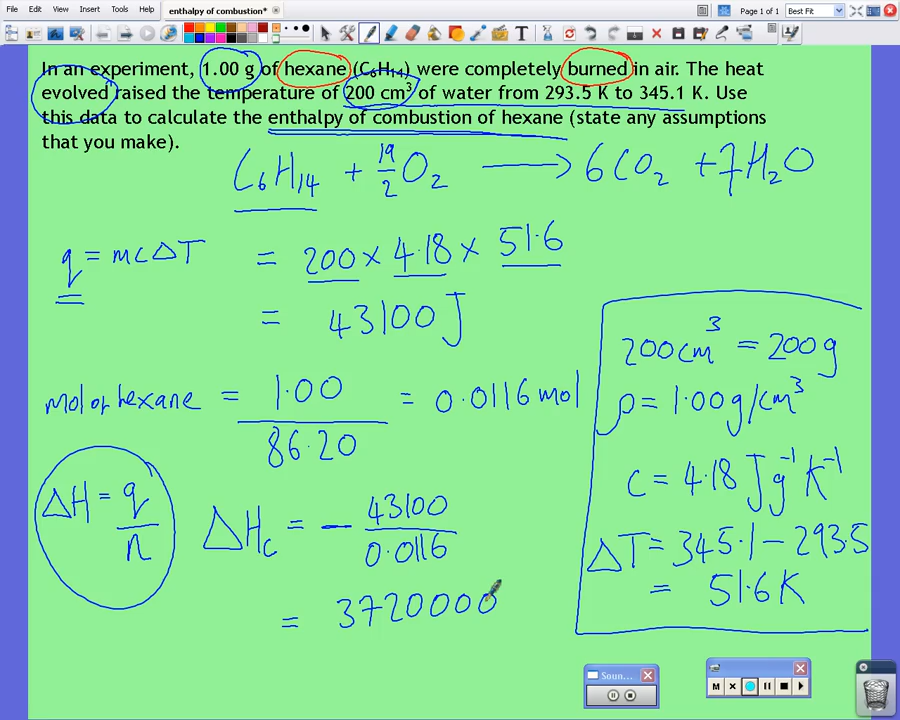 File Edit View Insert Tools Help
enthalpy of combustion*
Page 1 of 1 Best Fit
In an experiment, 1.00 g of hexane (C₆H₁₄) were completely burned in air. The heat
evolved raised the temperature of 200 cm³ of water from 293.5 K to 345.1 K. Use
this data to calculate the enthalpy of combustion of hexane (state any assumptions
that you make).
C₆H₁₄ + 19/2 O₂ → 6CO₂ + 7H₂O
q = mcΔT = 200 × 4.18 × 51.6
= 43100 J
mol of hexane = 1.00 / 86.20 = 0.0116 mol
ΔH = q/n
ΔHc = - 43100 / 0.0116
= 3720000
200cm³ = 200g
ρ = 1.00g/cm³
c = 4.18 Jg⁻¹K⁻¹
ΔT = 345.1 - 293.5
= 51.6K
Soun...
M